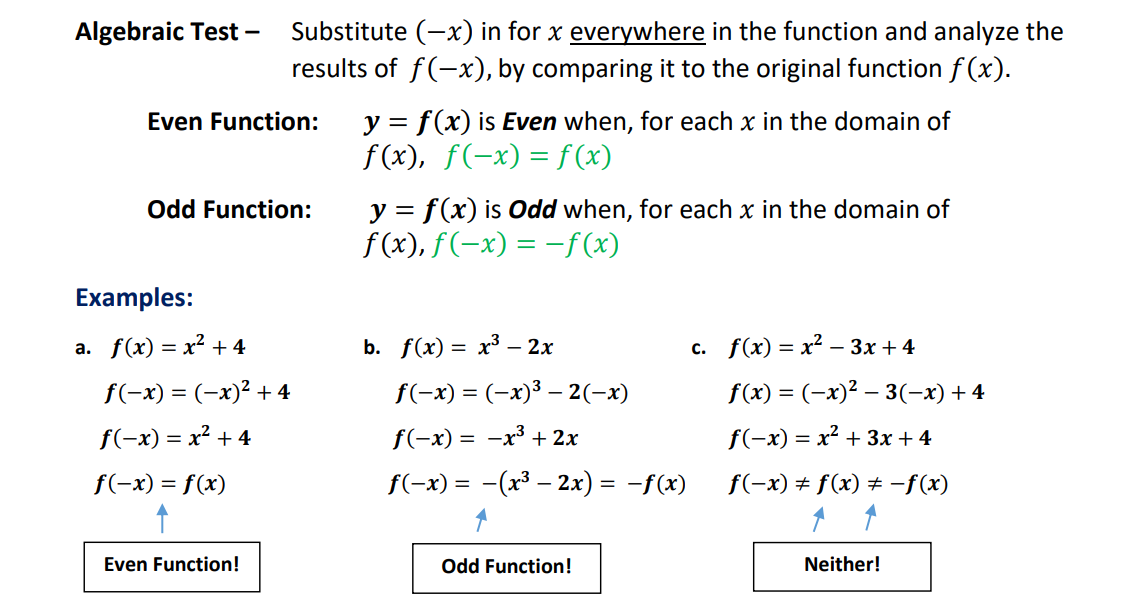 Algebraic Test – Substitute (−x) in for x everywhere in the function and analyze the
results of f(−x), by comparing it to the original function f(x).
Even Function: y = f(x) is Even when, for each x in the domain of
f(x), f(−x) = f(x)
Odd Function: y = f(x) is Odd when, for each x in the domain of
f(x), f(−x) = −f(x)
Examples:
a. f(x) = x² + 4 b. f(x) = x³ − 2x c. f(x) = x² − 3x + 4
f(−x) = (−x)² + 4 f(−x) = (−x)³ − 2(−x) f(x) = (−x)² − 3(−x) + 4
f(−x) = x² + 4 f(−x) = −x³ + 2x f(−x) = x² + 3x + 4
f(−x) = f(x) f(−x) = −(x³ − 2x) = −f(x) f(−x) ≠ f(x) ≠ −f(x)
Even Function! Odd Function! Neither!